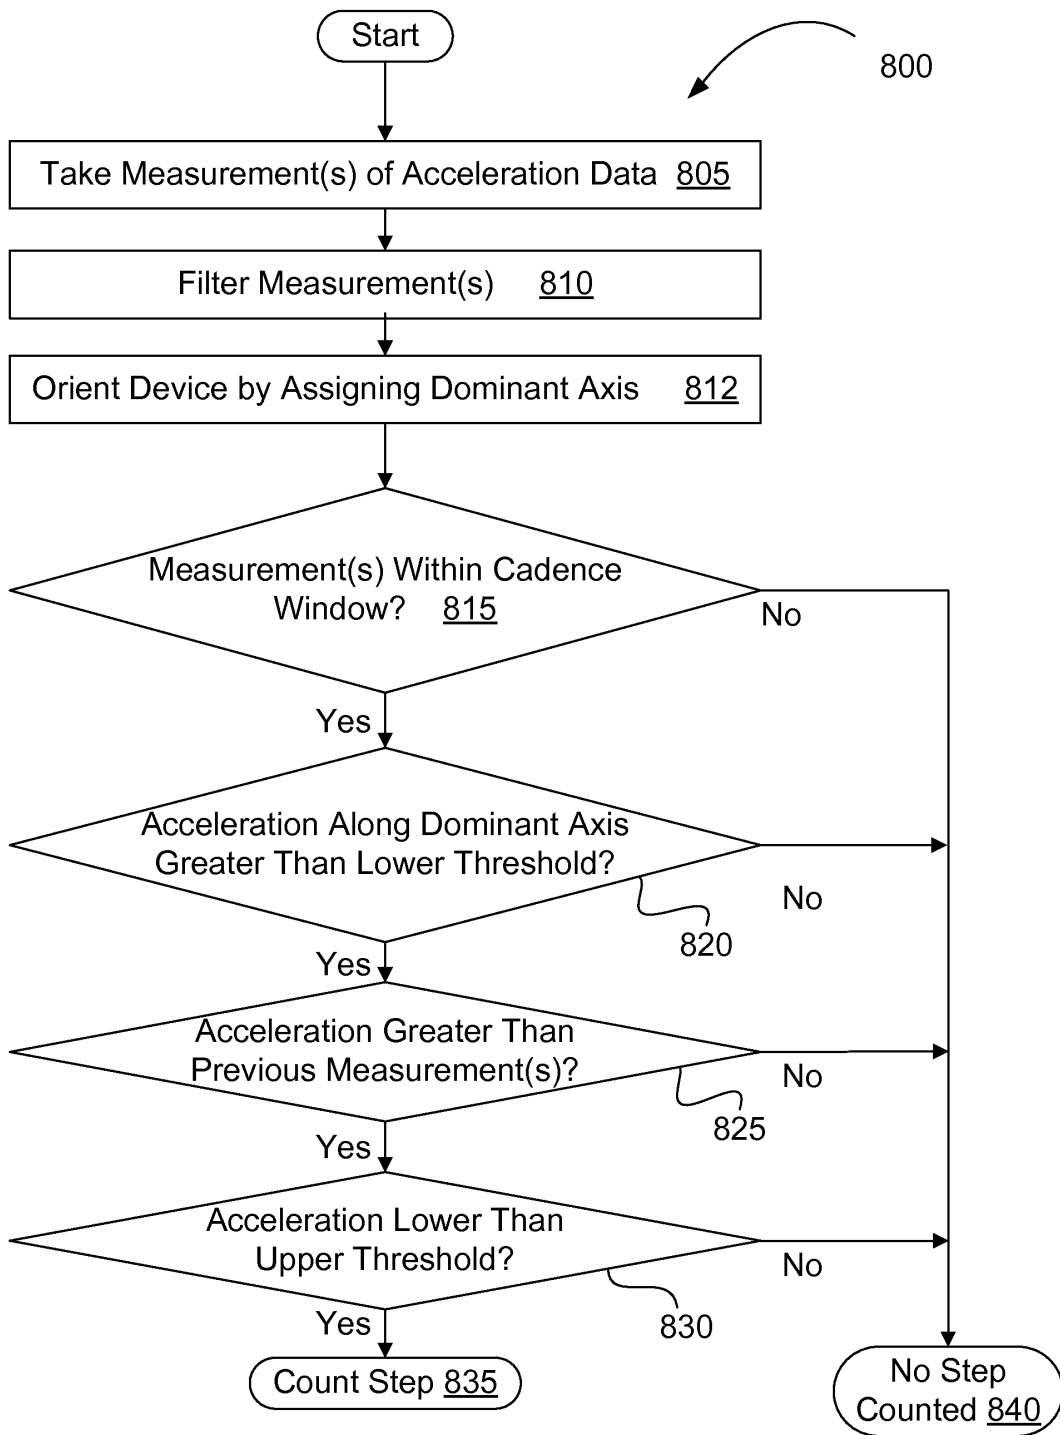 Start
800
Take Measurement(s) of Acceleration Data 805
Filter Measurement(s) 810
Orient Device by Assigning Dominant Axis 812
Measurement(s) Within Cadence
Window? 815
No
Yes
Acceleration Along Dominant Axis
Greater Than Lower Threshold?
No
820
Yes
Acceleration Greater Than
Previous Measurement(s)?
No
825
Yes
Acceleration Lower Than
Upper Threshold?
No
830
Yes
Count Step 835
No Step
Counted 840